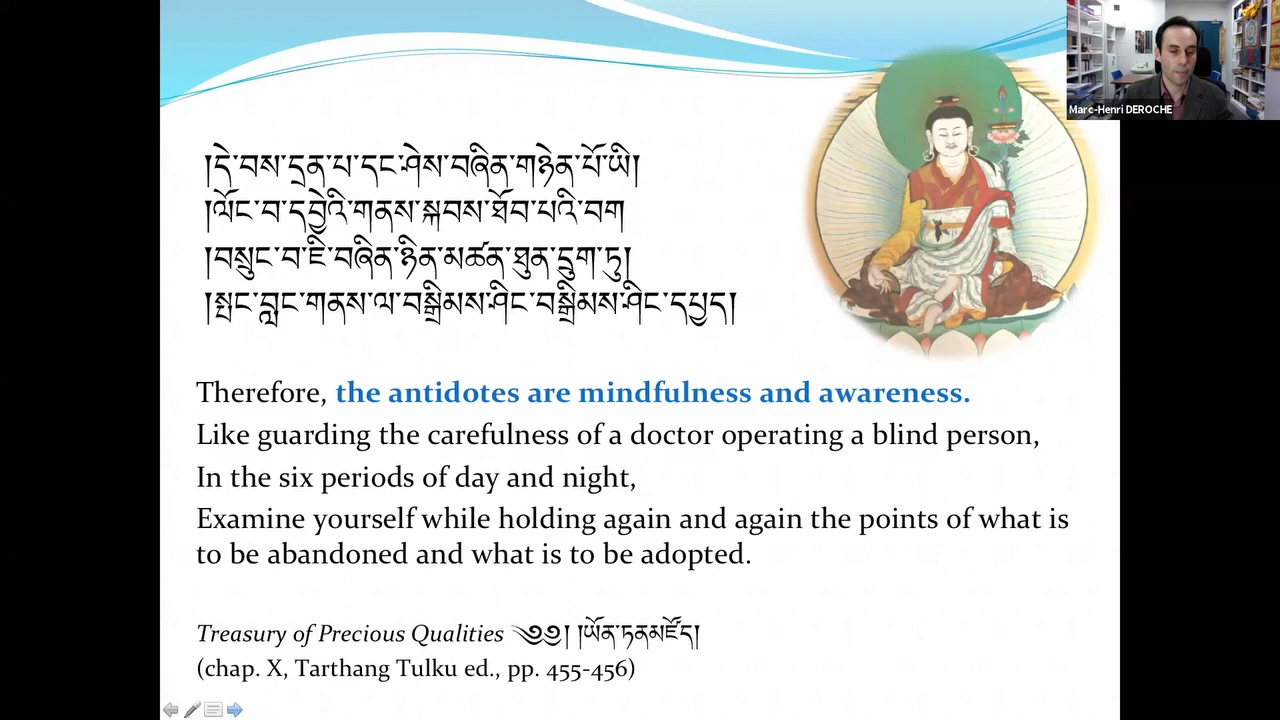 Marc-Henri DEROCHE
།དེ་བས་དྲན་པ་དང་ཤེས་བཞིན་གཉེན་པོ་ཡི།
།ལོང་བ་དབྱེའི་གནས་སྐབས་ཐོབ་པའི་བག
།བསྲུང་བ་ཇི་བཞིན་ཉིན་མཚན་ཐུན་དྲུག་ཏུ།
།སྤང་བླང་གནས་ལ་བསྒྲིམས་ཤིང་བསྒྲིམས་ཤིང་དཔྱད།
Therefore, the antidotes are mindfulness and awareness.
Like guarding the carefulness of a doctor operating a blind person,
In the six periods of day and night,
Examine yourself while holding again and again the points of what is
to be abandoned and what is to be adopted.
Treasury of Precious Qualities ༄༅། །ཡོན་ཏནམཛོད།
(chap. X, Tarthang Tulku ed., pp. 455-456)